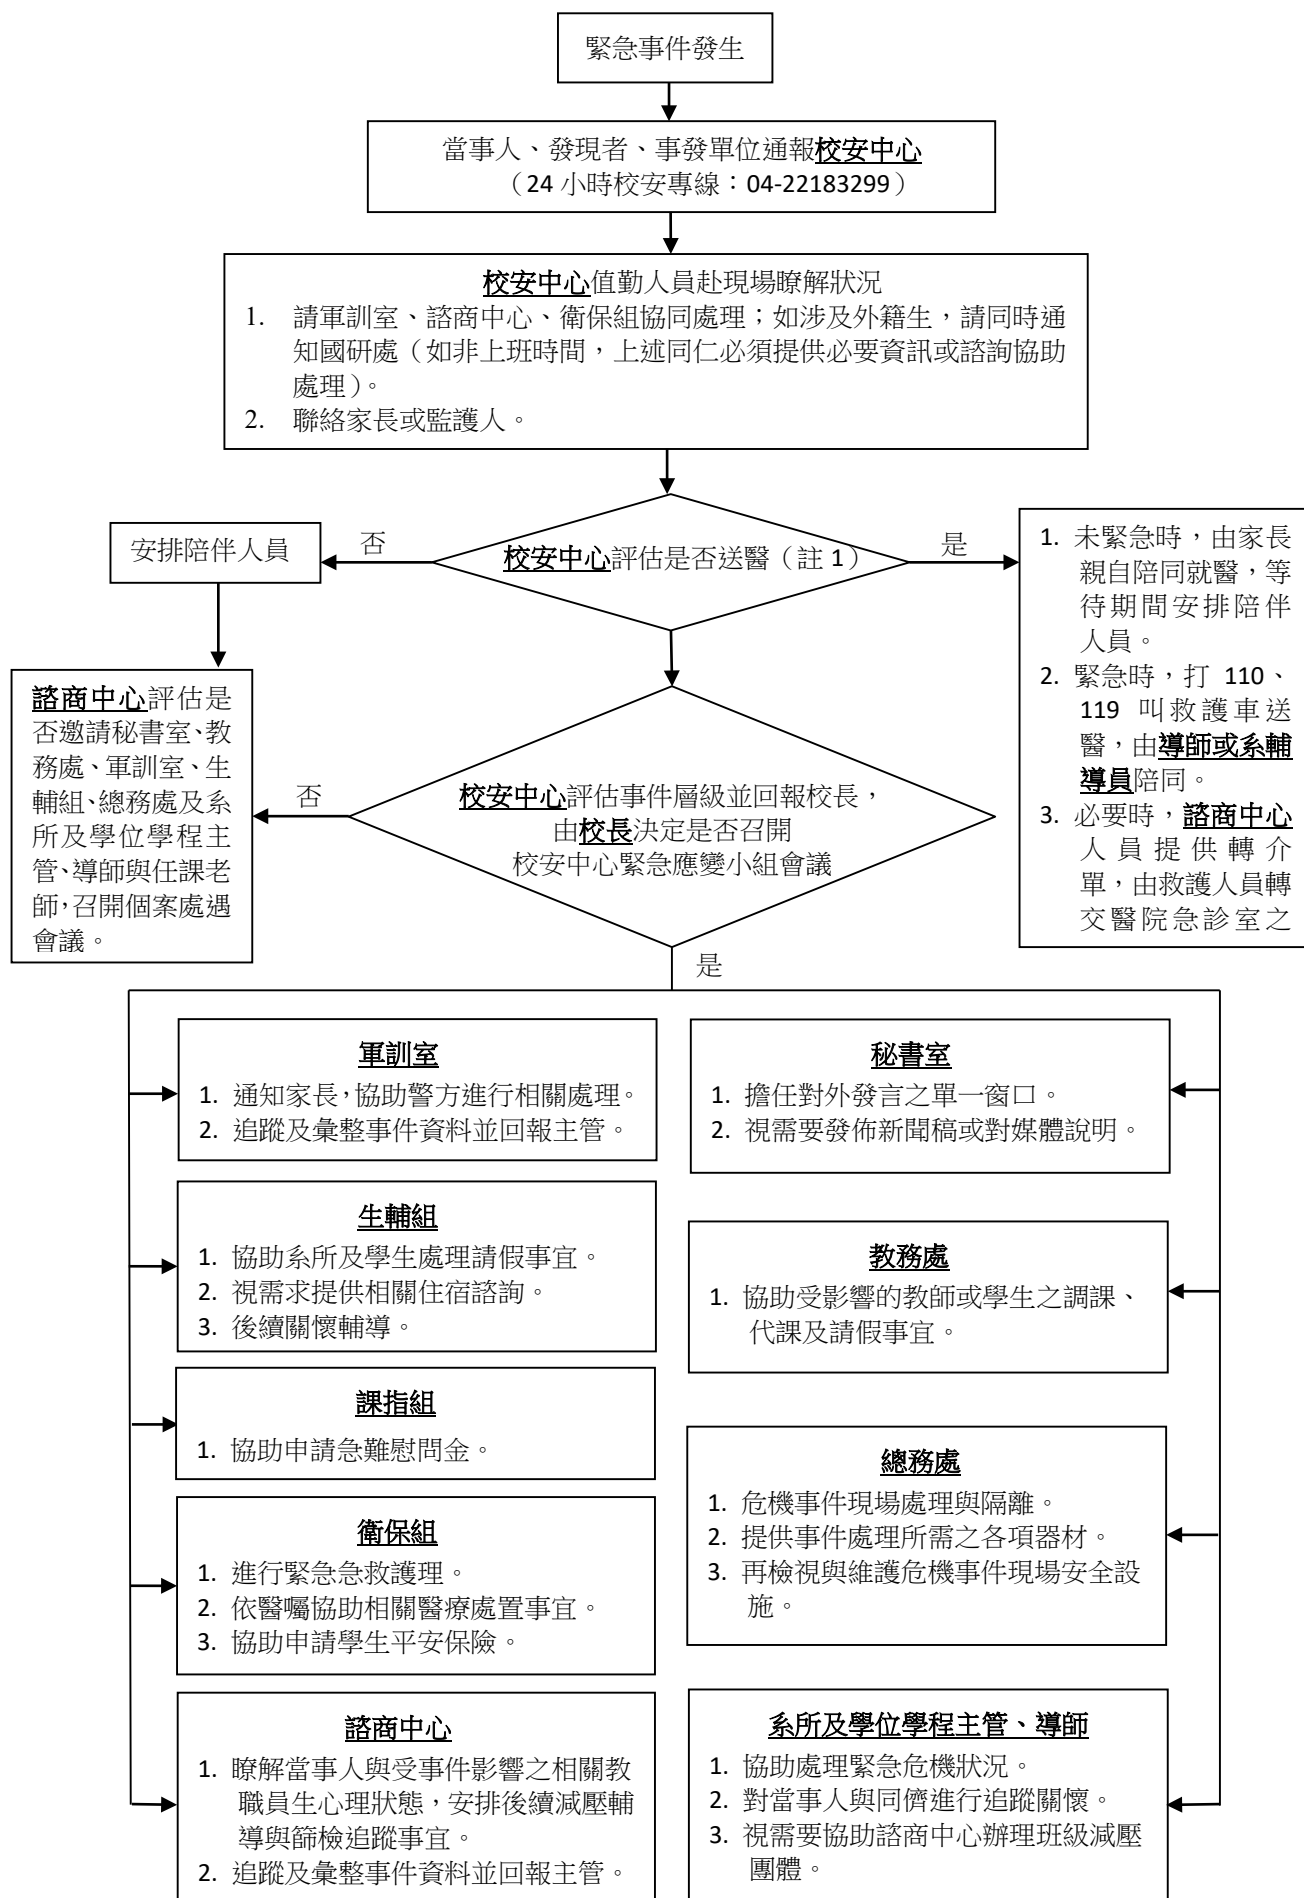 緊急事件發生
當事人、發現者、事發單位通報校安中心
（24 小時校安專線：04-22183299）
校安中心值勤人員赴現場瞭解狀況
1. 請軍訓室、諮商中心、衛保組協同處理；如涉及外籍生，請同時通
知國研處（如非上班時間，上述同仁必須提供必要資訊或諮詢協助
處理）。
2. 聯絡家長或監護人。
校安中心評估是否送醫（註 1）
否
是
安排陪伴人員
1. 未緊急時，由家長
親自陪同就醫，等
待期間安排陪伴
人員。
2. 緊急時，打 110、
119 叫救護車送
醫，由導師或系輔
導員陪同。
3. 必要時，諮商中心
人員提供轉介
單，由救護人員轉
交醫院急診室之
諮商中心評估是
否邀請秘書室、教
務處、軍訓室、生
輔組、總務處及系
所及學位學程主
管、導師與任課老
師，召開個案處遇
會議。
否
校安中心評估事件層級並回報校長，
由校長決定是否召開
校安中心緊急應變小組會議
是
軍訓室
1. 通知家長，協助警方進行相關處理。
2. 追蹤及彙整事件資料並回報主管。
生輔組
1. 協助系所及學生處理請假事宜。
2. 視需求提供相關住宿諮詢。
3. 後續關懷輔導。
課指組
1. 協助申請急難慰問金。
衛保組
1. 進行緊急急救護理。
2. 依醫囑協助相關醫療處置事宜。
3. 協助申請學生平安保險。
諮商中心
1. 瞭解當事人與受事件影響之相關教
職員生心理狀態，安排後續減壓輔
導與篩檢追蹤事宜。
2. 追蹤及彙整事件資料並回報主管。
秘書室
1. 擔任對外發言之單一窗口。
2. 視需要發佈新聞稿或對媒體說明。
教務處
1. 協助受影響的教師或學生之調課、
代課及請假事宜。
總務處
1. 危機事件現場處理與隔離。
2. 提供事件處理所需之各項器材。
3. 再檢視與維護危機事件現場安全設
施。
系所及學位學程主管、導師
1. 協助處理緊急危機狀況。
2. 對當事人與同儕進行追蹤關懷。
3. 視需要協助諮商中心辦理班級減壓
團體。